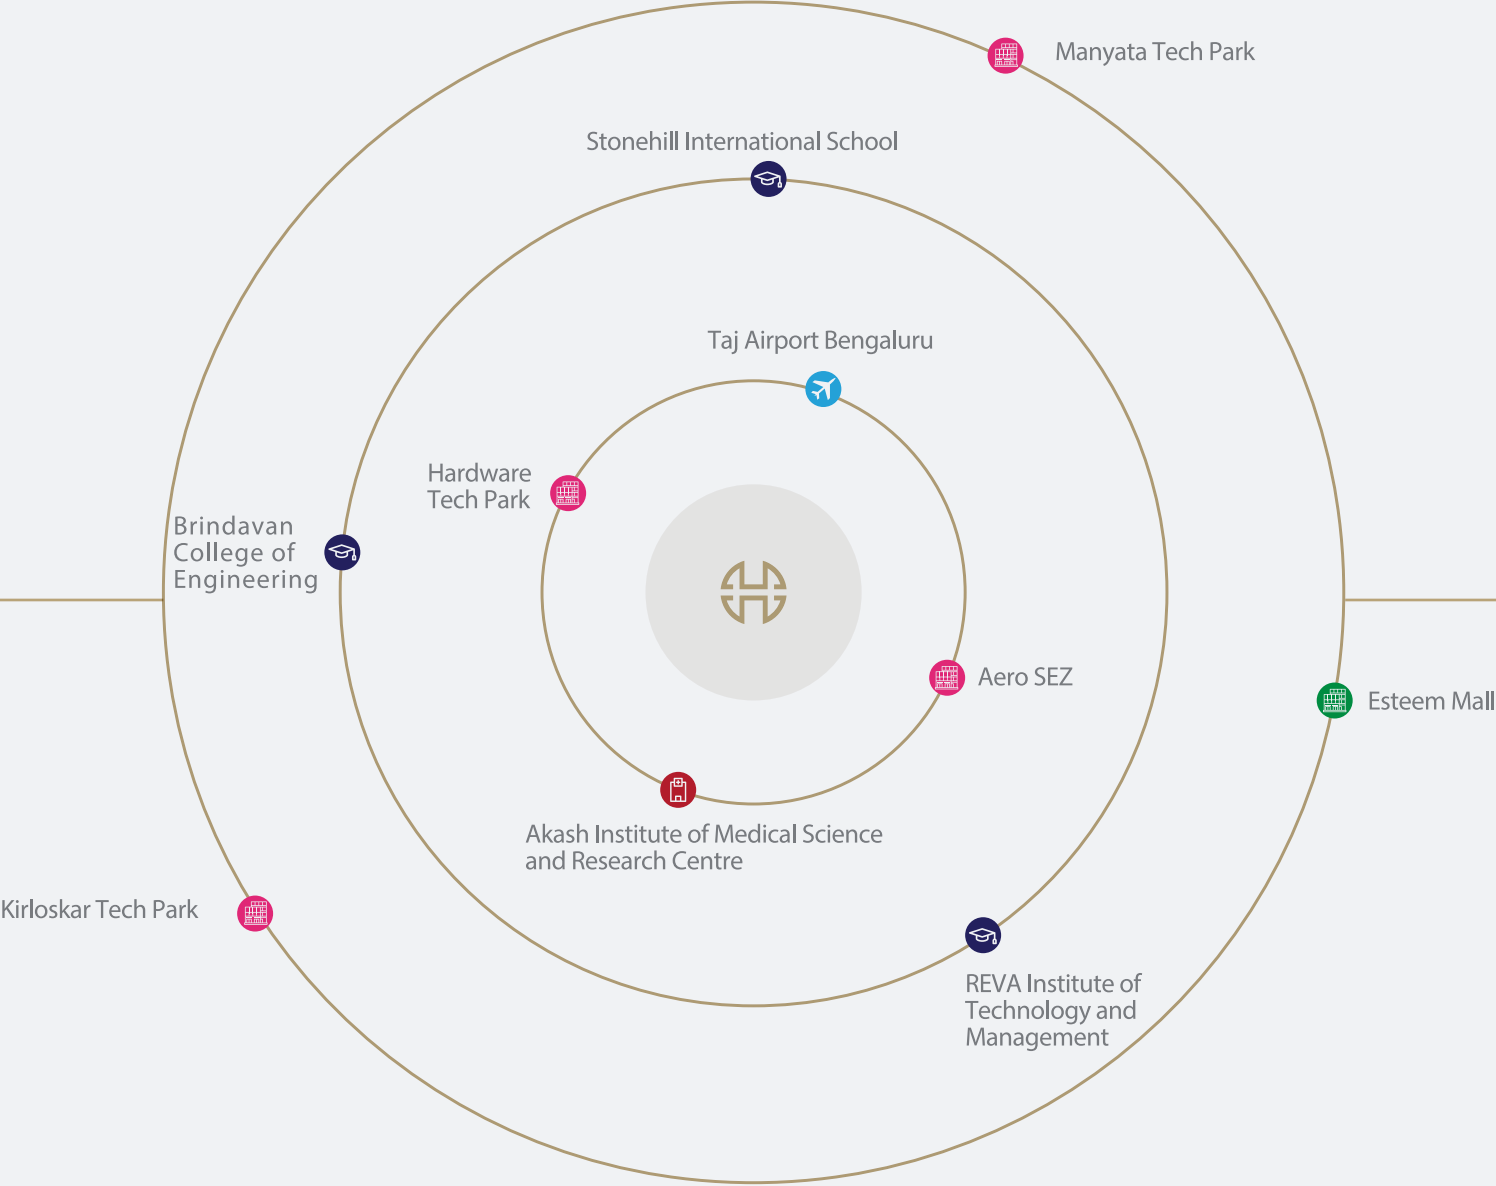 Manyata Tech Park
Stonehill International School
Taj Airport Bengaluru
Hardware
Tech Park
Brindavan
College of
Engineering
Aero SEZ
Esteem Mall
Akash Institute of Medical Science
and Research Centre
Kirloskar Tech Park
REVA Institute of
Technology and
Management